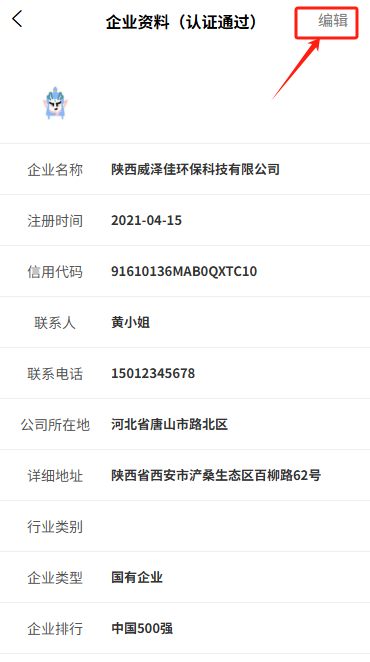 企业资料（认证通过）
编辑
企业名称 陕西威泽佳环保科技有限公司
注册时间 2021-04-15
信用代码 91610136MAB0QXTC10
联系人 黄小姐
联系电话 15012345678
公司所在地 河北省唐山市路北区
详细地址 陕西省西安市浐桑生态区百柳路62号
行业类别
企业类型 国有企业
企业排行 中国500强